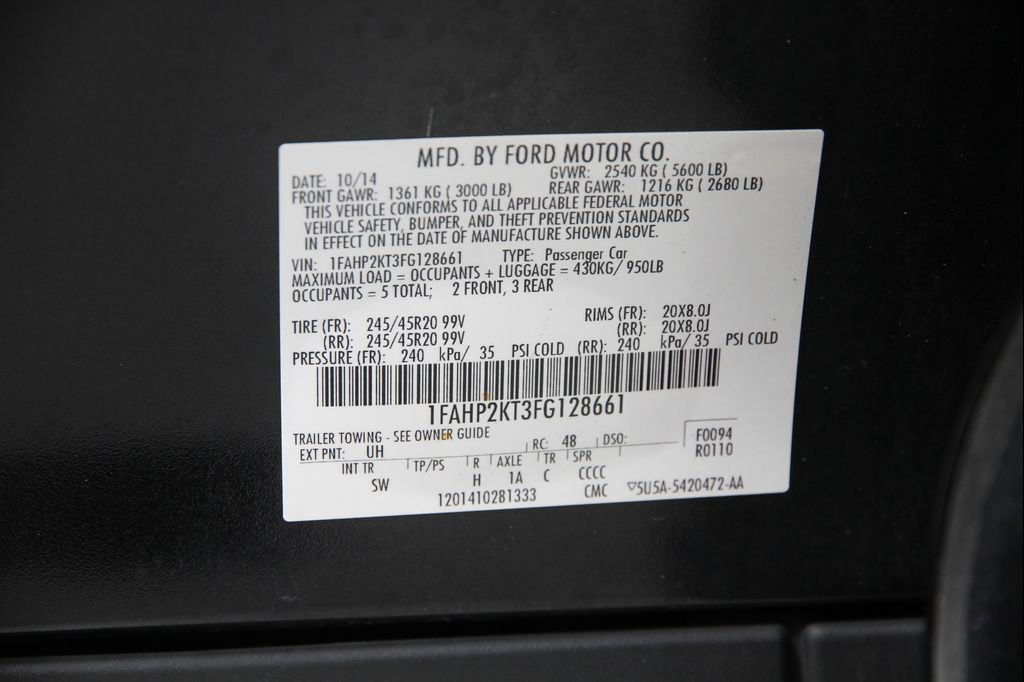 MFD. BY FORD MOTOR CO.
DATE: 10/14 GVWR: 2540 KG ( 5600 LB)
FRONT GAWR: 1361 KG ( 3000 LB) REAR GAWR: 1216 KG ( 2680 LB)
THIS VEHICLE CONFORMS TO ALL APPLICABLE FEDERAL MOTOR
VEHICLE SAFETY, BUMPER, AND THEFT PREVENTION STANDARDS
IN EFFECT ON THE DATE OF MANUFACTURE SHOWN ABOVE.
VIN: 1FAHP2KT3FG128661 TYPE: Passenger Car
MAXIMUM LOAD = OCCUPANTS + LUGGAGE = 430KG/ 950LB
OCCUPANTS = 5 TOTAL; 2 FRONT, 3 REAR
TIRE (FR): 245/45R20 99V RIMS (FR): 20X8.0J
(RR): 245/45R20 99V (RR): 20X8.0J
PRESSURE (FR): 240 kPa/ 35 PSI COLD (RR): 240 kPa/ 35 PSI COLD
1FAHP2KT3FG128661
TRAILER TOWING - SEE OWNER GUIDE
EXT PNT: UH RC: 48 DSO: F0094
R0110
INT TR TP/PS R AXLE TR SPR
SW H 1A C CCCC
1201410281333 CMC ▽5U5A-5420472-AA